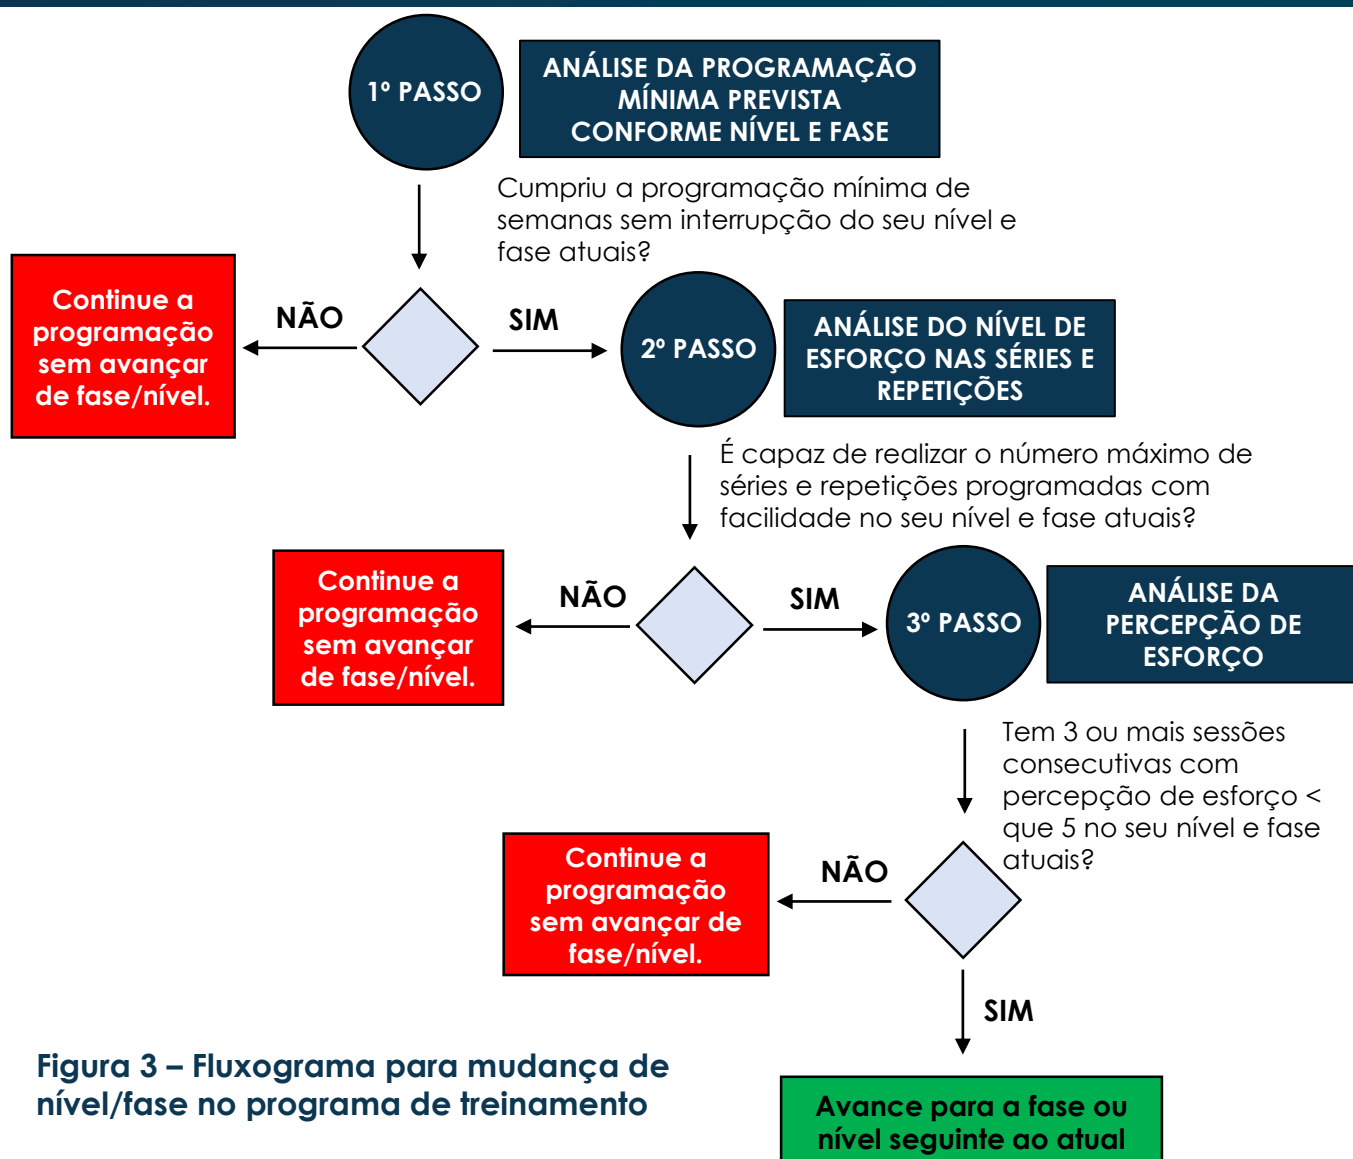 1º PASSO
ANÁLISE DA PROGRAMAÇÃO
MÍNIMA PREVISTA
CONFORME NÍVEL E FASE
Cumpriu a programação mínima de
semanas sem interrupção do seu nível e
fase atuais?
Continue a
programação
sem avançar
de fase/nível.
NÃO
SIM
2º PASSO
ANÁLISE DO NÍVEL DE
ESFORÇO NAS SÉRIES E
REPETIÇÕES
É capaz de realizar o número máximo de
séries e repetições programadas com
facilidade no seu nível e fase atuais?
Continue a
programação
sem avançar
de fase/nível.
NÃO
SIM
3º PASSO
ANÁLISE DA
PERCEPÇÃO DE
ESFORÇO
Tem 3 ou mais sessões
consecutivas com
percepção de esforço <
que 5 no seu nível e fase
atuais?
Continue a
programação
sem avançar de
fase/nível.
NÃO
SIM
Avance para a fase ou
nível seguinte ao atual
Figura 3 – Fluxograma para mudança de
nível/fase no programa de treinamento